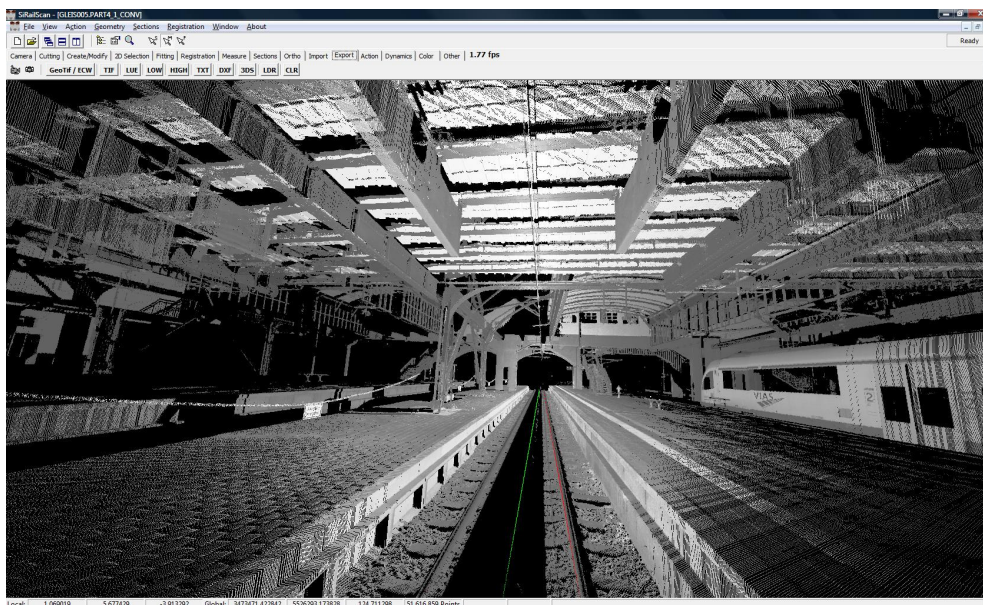 SiRailScan - [GLEIS005.PART4_1_CONV]
File View Action Geometry Sections Registration Window About
Ready
Camera Cutting Create/Modify 2D Selection Fitting Registration Measure Sections Ortho Import Export Action Dynamics Color Other 1.77 fps
GeoTif / ECW TIF LUE LOW HIGH TXT DXF 3DS LDR CLR
VIAS
2
Local: 1.069019 5.677429 -3.913292 Global: 3473471.422842 5526293.173828 124.711298 51,616,859 Points